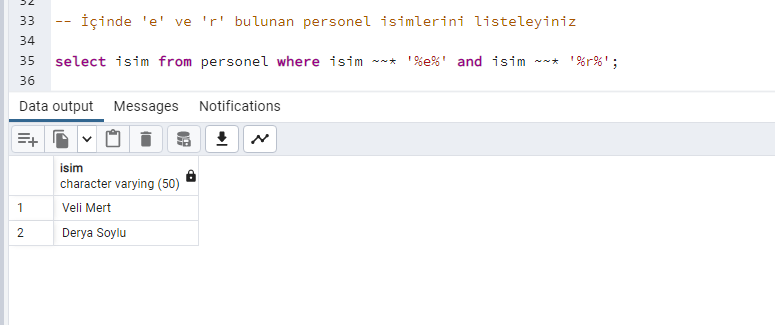 32
33 -- İçinde 'e' ve 'r' bulunan personel isimlerini listeleyiniz
34
35 select isim from personel where isim ~~* '%e%' and isim ~~* '%r%';
36
Data output Messages Notifications
isim
character varying (50)
1 Veli Mert
2 Derya Soylu